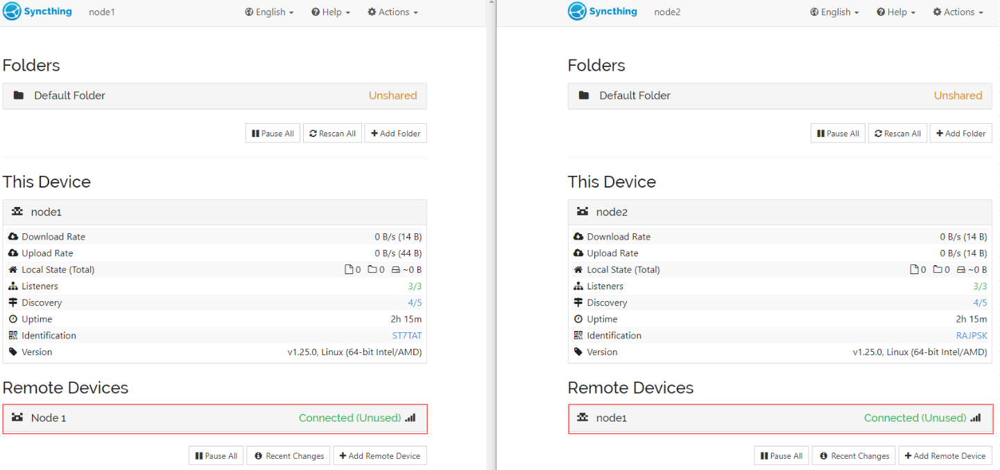 Syncthing node1 English Help Actions
Folders
Default Folder Unshared
Pause All Rescan All Add Folder
This Device
node1
Download Rate 0 B/s (14 B)
Upload Rate 0 B/s (44 B)
Local State (Total) 0 0 ~0 B
Listeners 3/3
Discovery 4/5
Uptime 2h 15m
Identification ST7TAT
Version v1.25.0, Linux (64-bit Intel/AMD)
Remote Devices
Node 1 Connected (Unused)
Pause All Recent Changes Add Remote Device
Syncthing node2 English Help Actions
Folders
Default Folder Unshared
Pause All Rescan All Add Folder
This Device
node2
Download Rate 0 B/s (14 B)
Upload Rate 0 B/s (14 B)
Local State (Total) 0 0 ~0 B
Listeners 3/3
Discovery 4/5
Uptime 2h 15m
Identification RAJPSK
Version v1.25.0, Linux (64-bit Intel/AMD)
Remote Devices
node1 Connected (Unused)
Pause All Recent Changes Add Remote Device